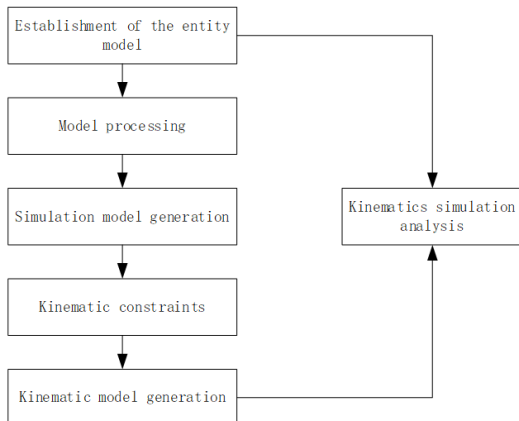 Establishment of the entity
model
Model processing
Simulation model generation
Kinematic constraints
Kinematic model generation
Kinematics simulation
analysis